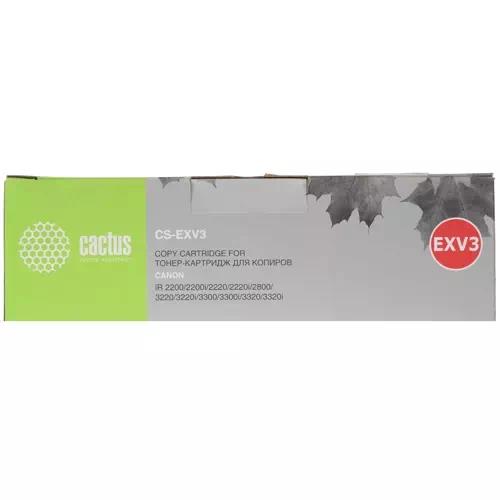 cactus
CS-EXV3
COPY CARTRIDGE FOR
ТОНЕР-КАРТРИДЖ ДЛЯ КОПИРОВ
CANON
IR 2200/2200i/2220/2220i/2800/
3220/3220i/3300/3300i/3320/3320i
EXV3